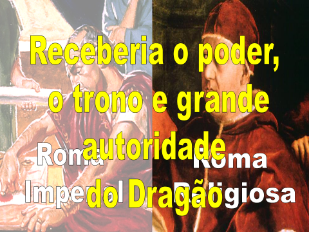 Receberia o poder,
o trono e grande
autoridade
do Dragão
Roma Imperial
Roma Religiosa